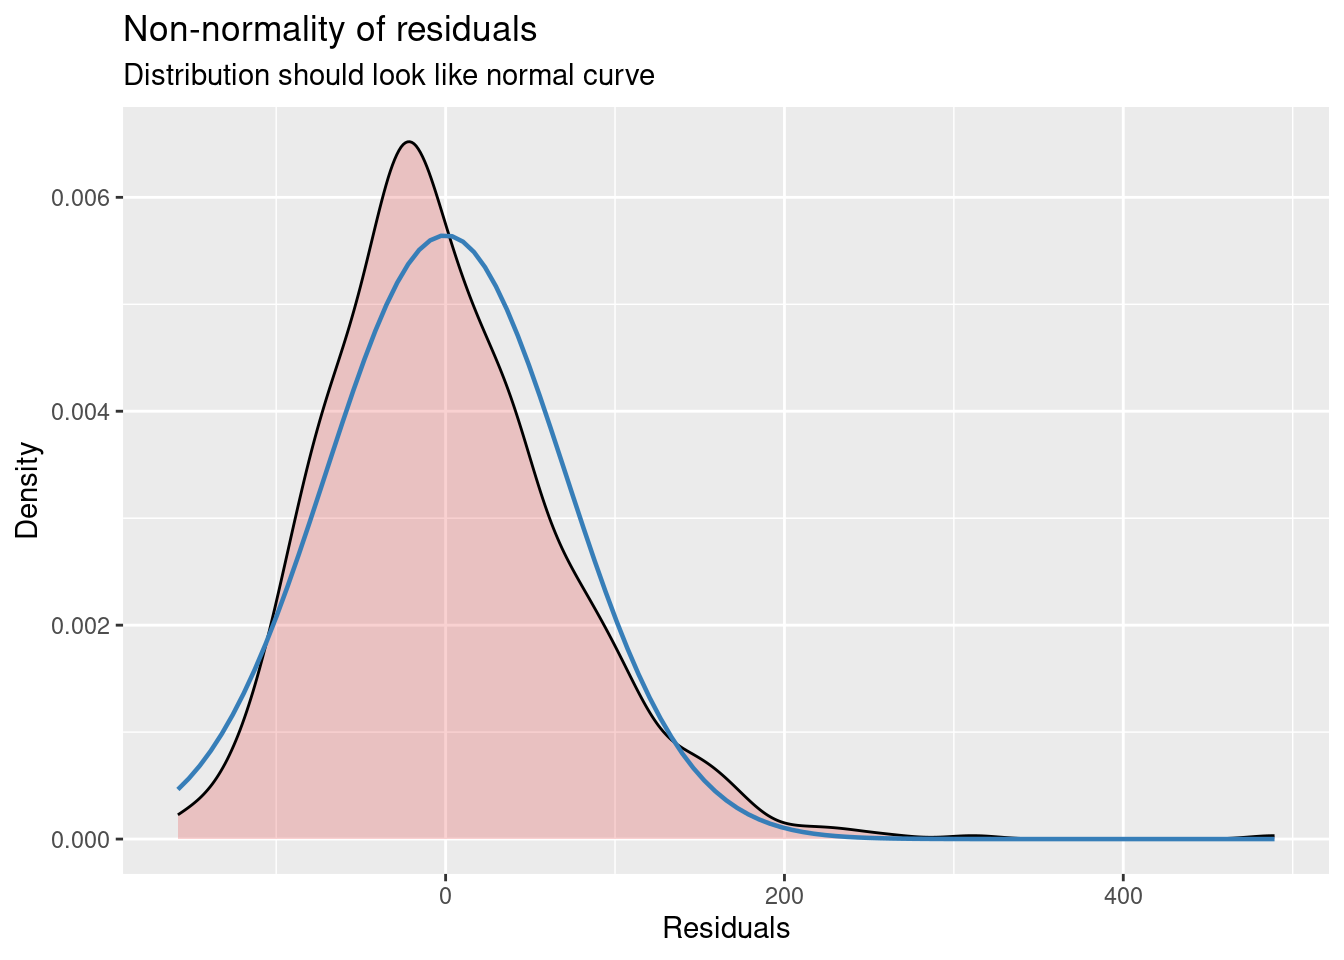 Non-normality of residuals
Distribution should look like normal curve
0.006
0.004
0.002
0.000
Density
0
200
400
Residuals